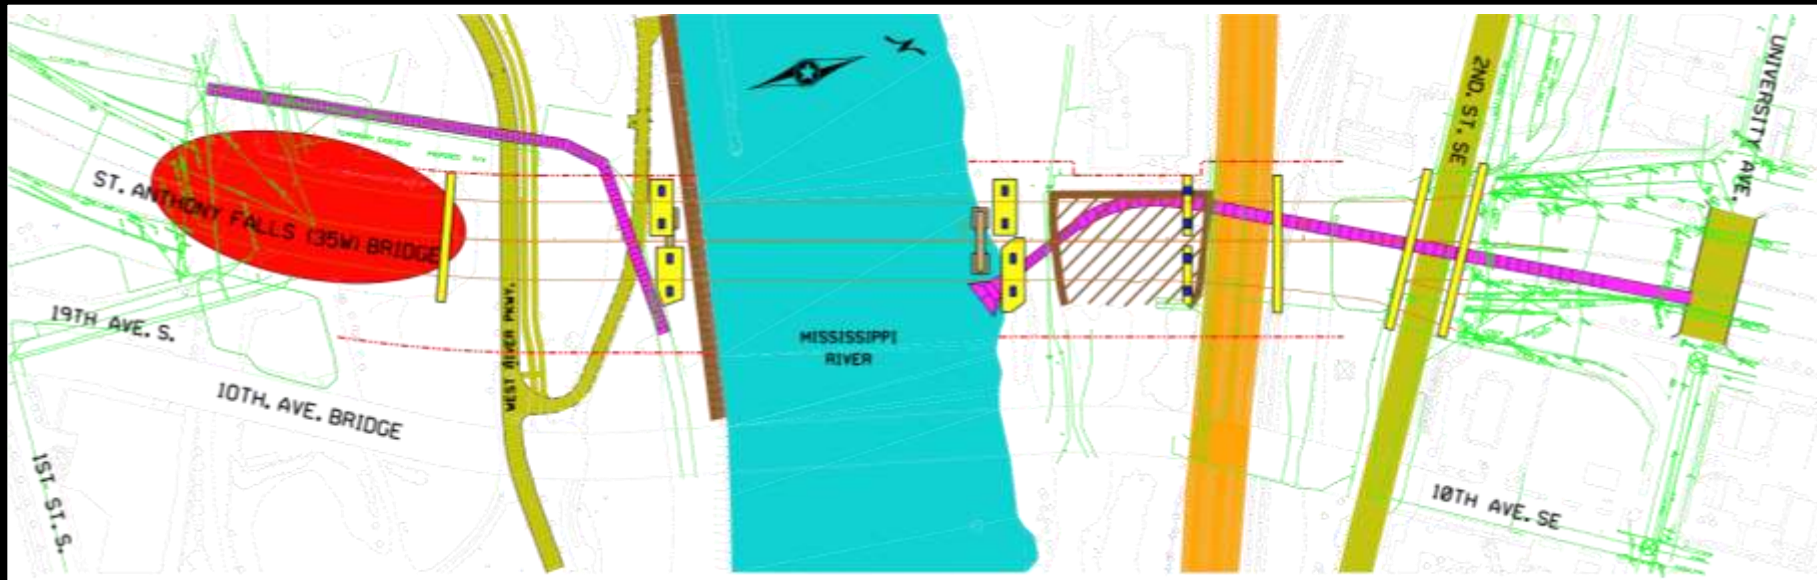 ST. ANTHONY FALLS (35W) BRIDGE
19TH AVE. S.
10TH. AVE. BRIDGE
1ST ST. S.
WEST RIVER PKWY.
MISSISSIPPI
RIVER
2ND. ST. SE
UNIVERSITY AVE.
10TH AVE. SE